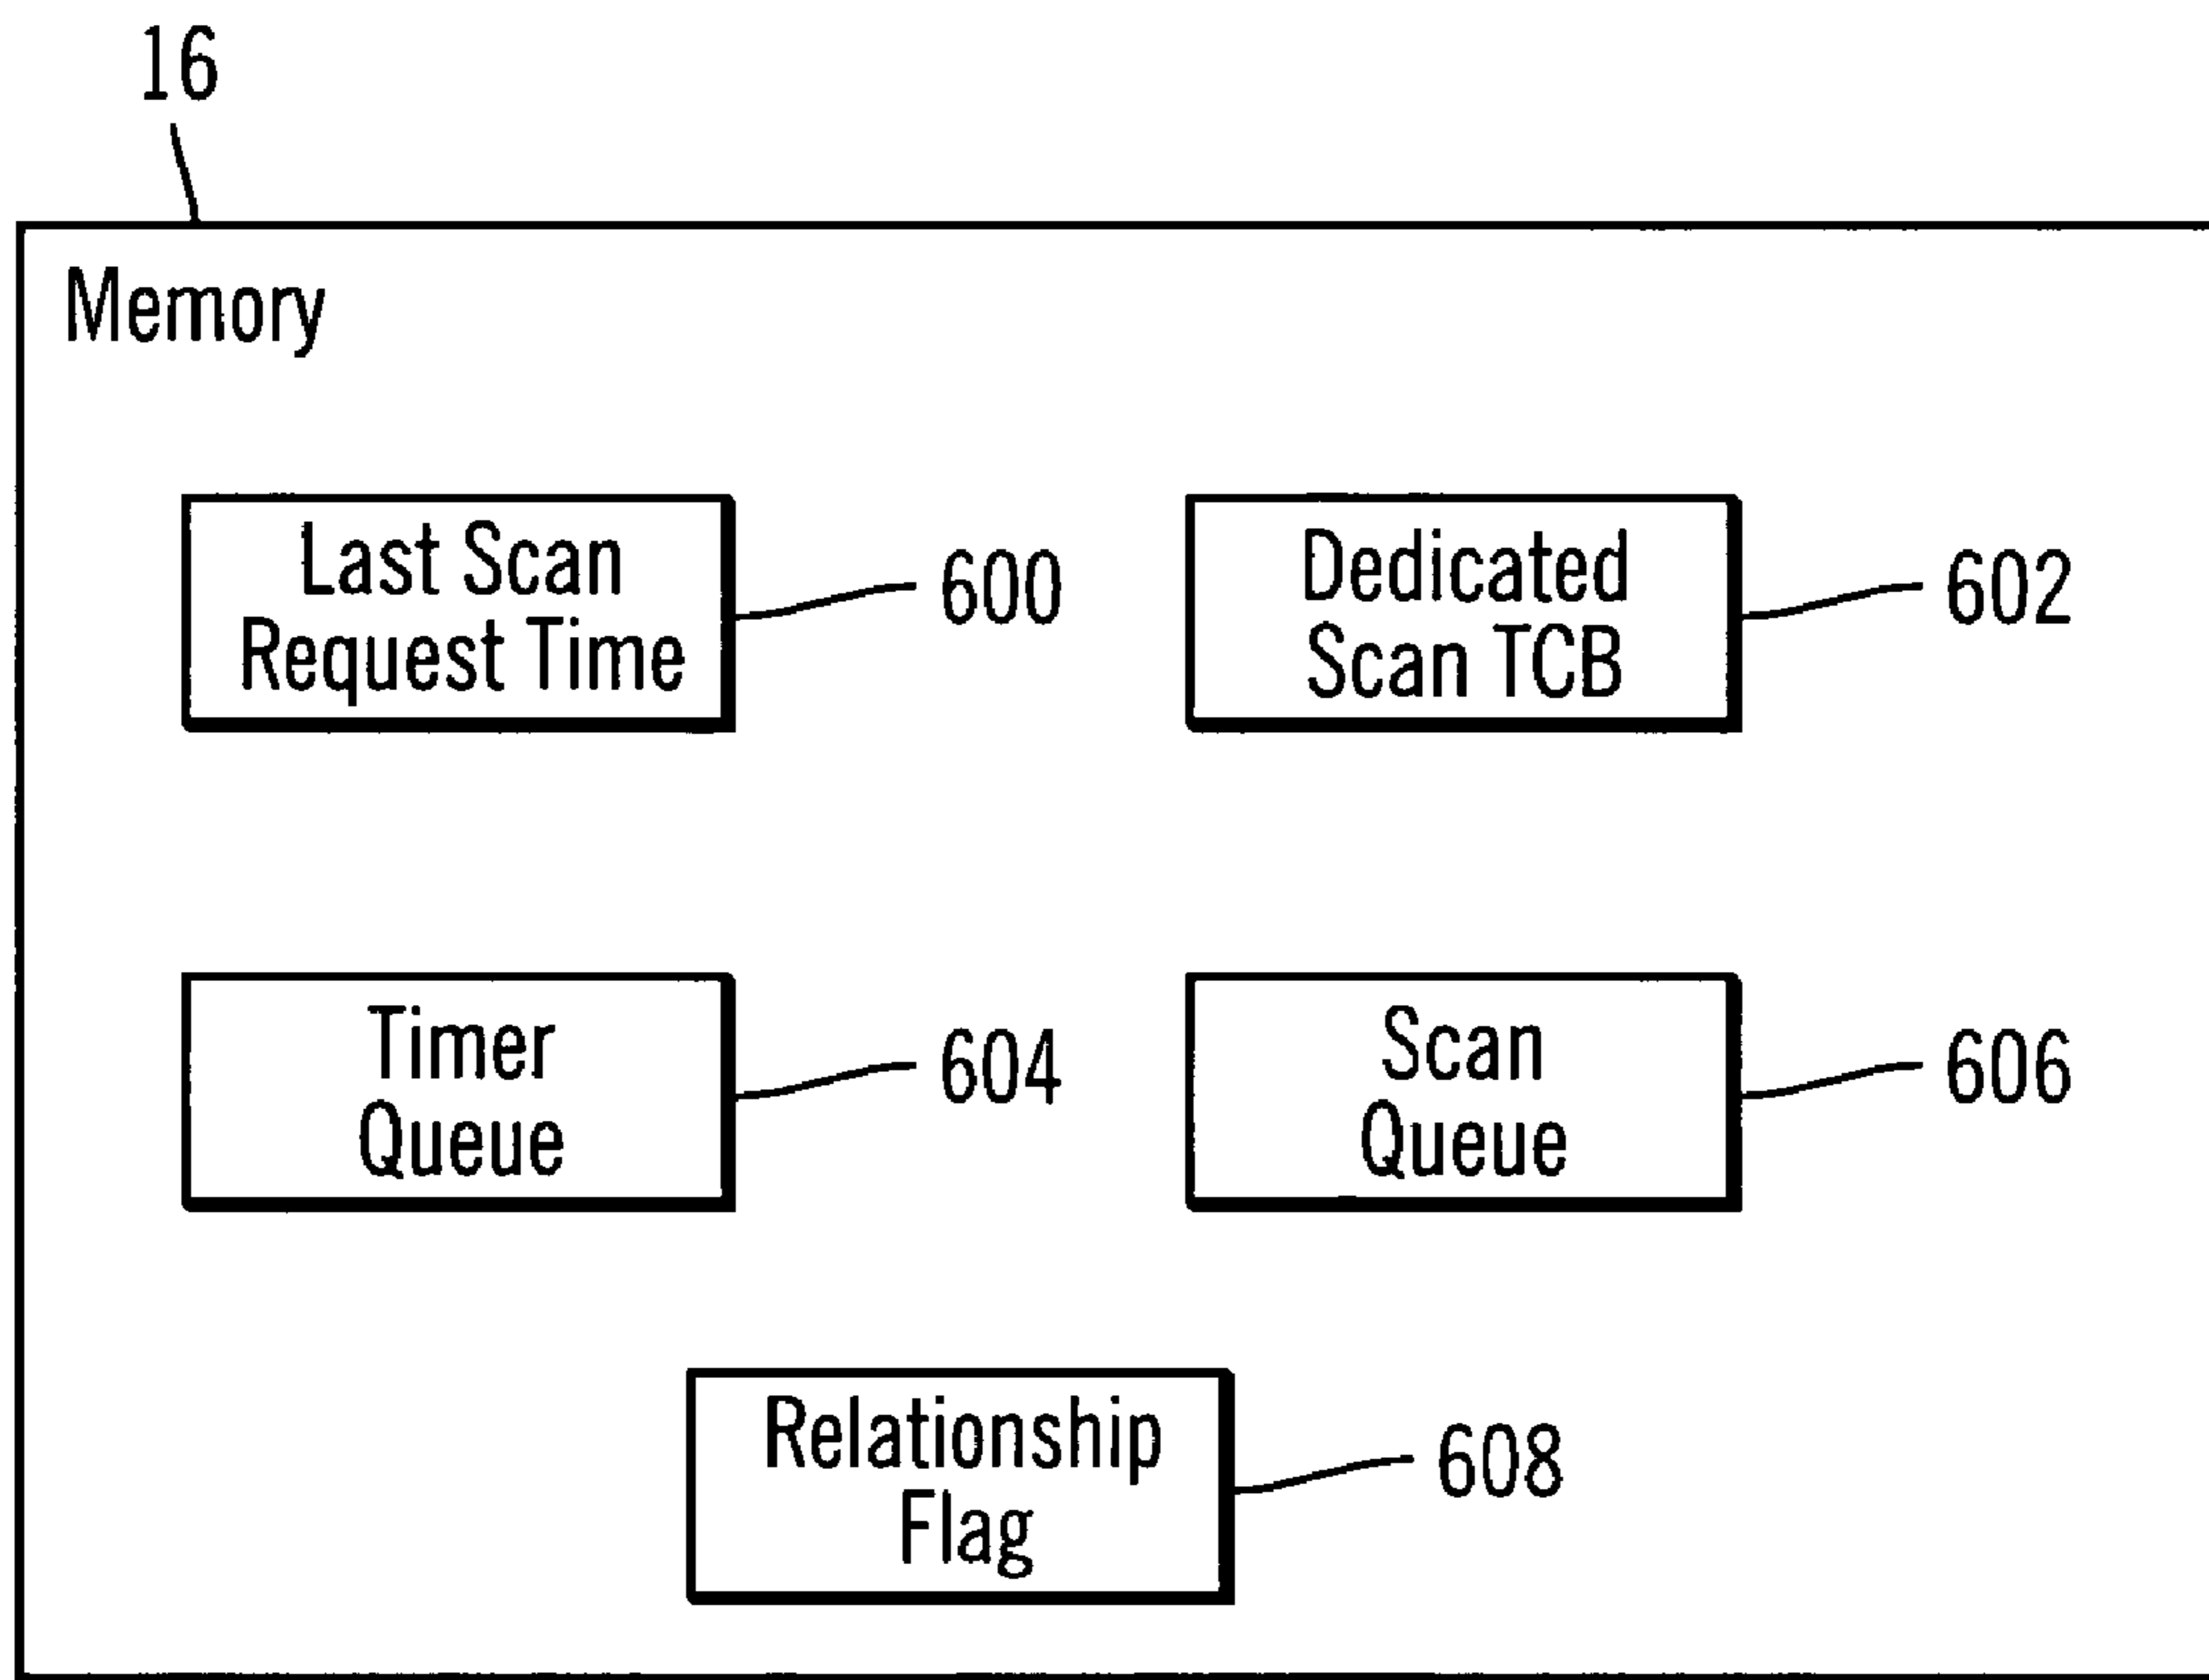 16
Memory
Last Scan
Request Time
600
Dedicated
Scan TCB
602
Timer
Queue
604
Scan
Queue
606
Relationship
Flag
608